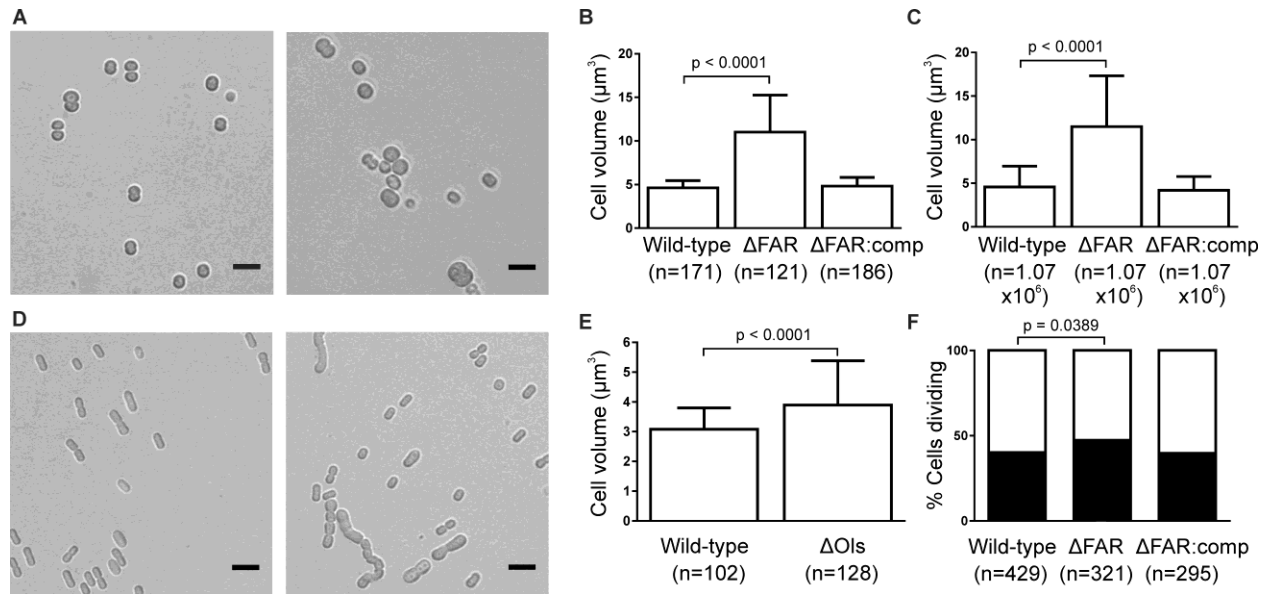 A
B
C
p < 0.0001
Cell volume (µm³)
20
15
10
5
0
Wild-type ΔFAR ΔFAR:comp
(n=171) (n=121) (n=186)
p < 0.0001
Cell volume (µm³)
20
15
10
5
0
Wild-type ΔFAR ΔFAR:comp
(n=1.07 (n=1.07 (n=1.07
x10⁶) x10⁶) x10⁶)
D
E
F
p < 0.0001
Cell volume (µm³)
6
5
4
3
2
1
0
Wild-type ΔOls
(n=102) (n=128)
p = 0.0389
% Cells dividing
100
50
0
Wild-type ΔFAR ΔFAR:comp
(n=429) (n=321) (n=295)